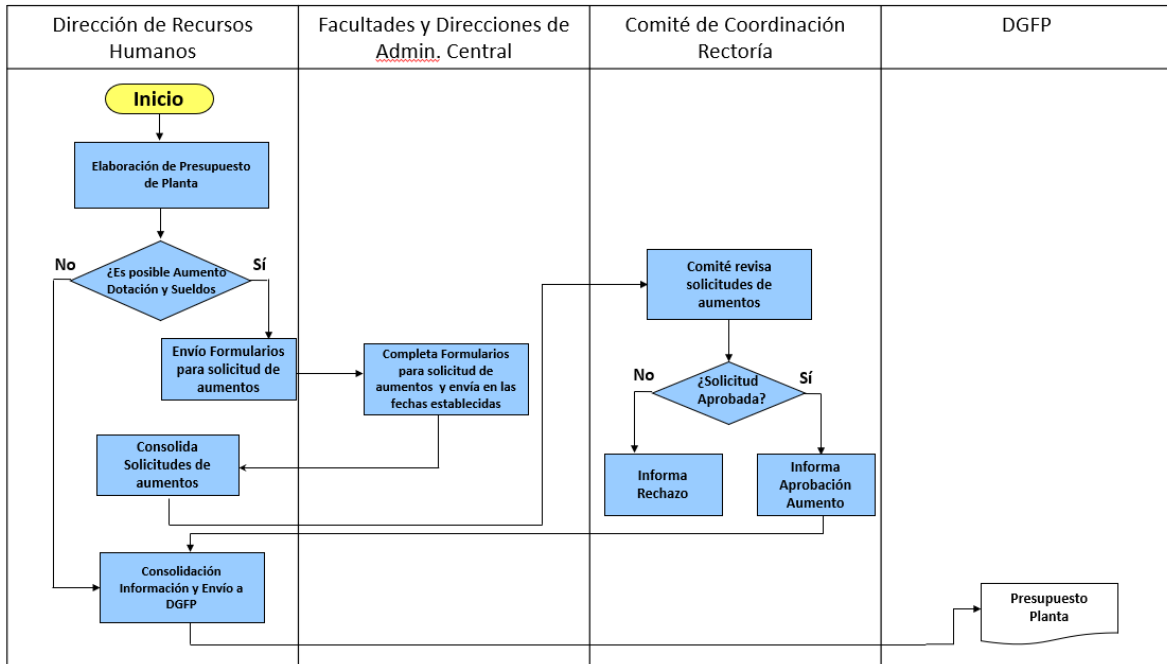 Dirección de Recursos
Humanos
Facultades y Direcciones de
Admin. Central
Comité de Coordinación
Rectoría
DGFP
Inicio
Elaboración de Presupuesto
de Planta
No
¿Es posible Aumento
Dotación y Sueldos
Sí
Envío Formularios
para solicitud de
aumentos
Completa Formularios
para solicitud de
aumentos y envía en las
fechas establecidas
Consolida
Solicitudes de
aumentos
Comité revisa
solicitudes de
aumentos
No
¿Solicitud
Aprobada?
Sí
Informa
Rechazo
Informa
Aprobación
Aumento
Consolidación
Información y Envío a
DGFP
Presupuesto
Planta